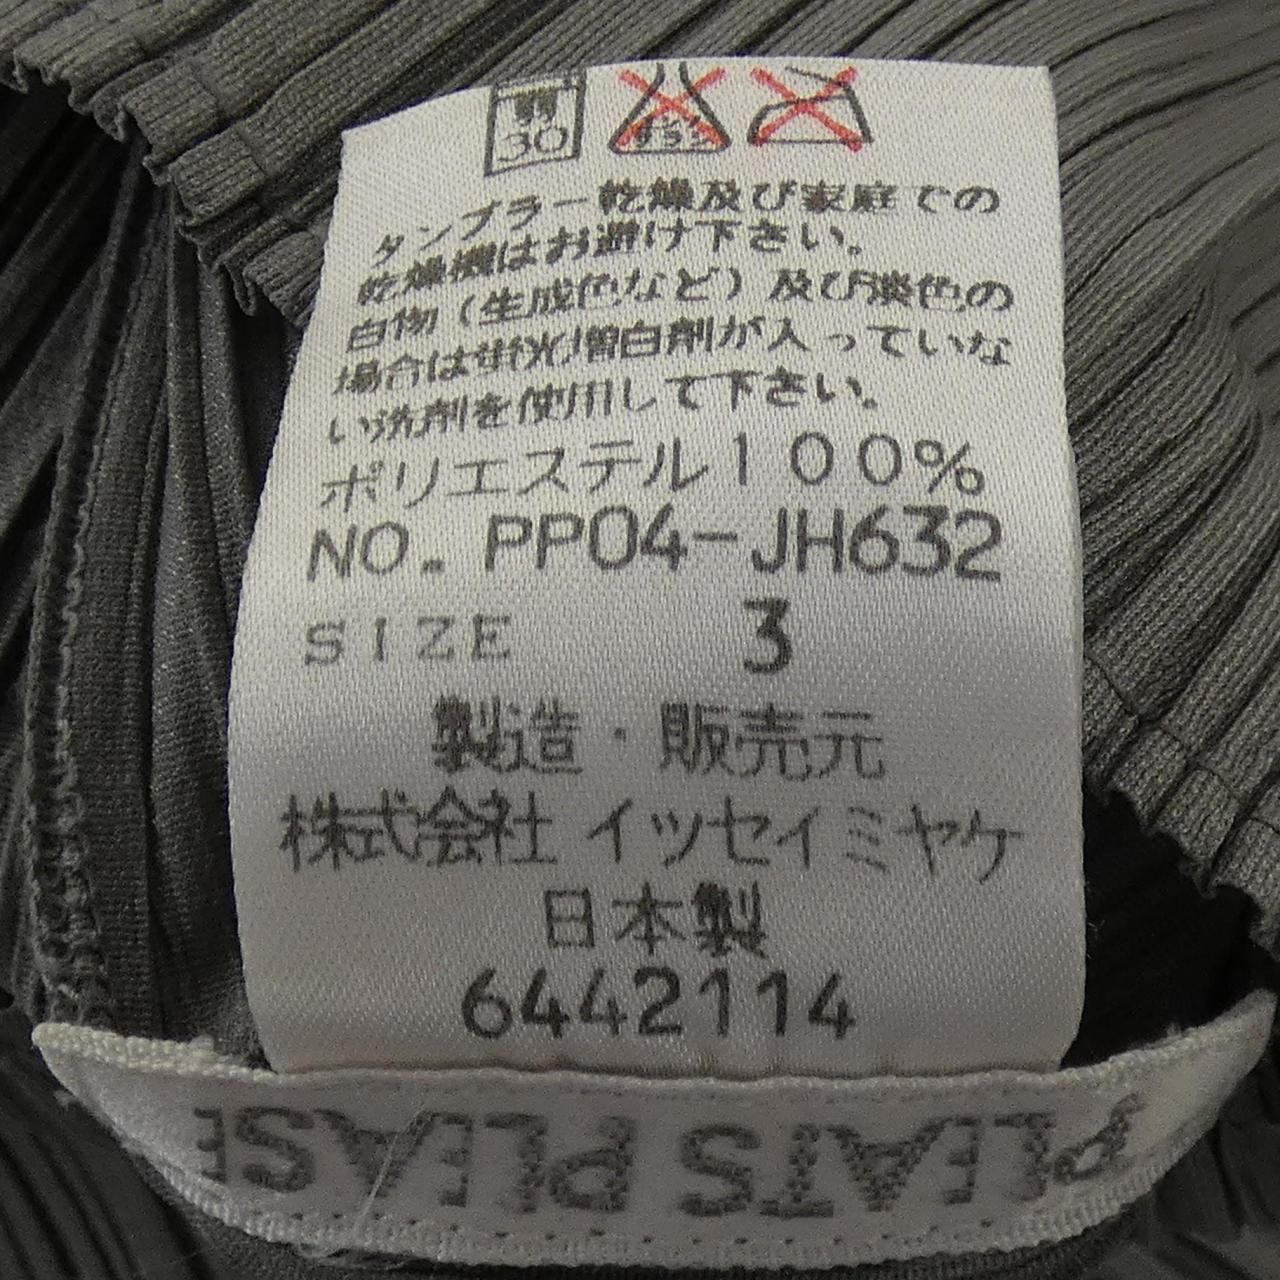 弱 30 エンソサラシ
タンブラー乾燥及び家庭での
乾燥機はお避け下さい。
白物(生成色など)及び淡色の
場合は蛍光増白剤が入っていな
い洗剤を使用して下さい。
ポリエステル100%
NO. PP04-JH632
SIZE 3
製造・販売元
株式会社 イッセイミヤケ
日本製
6442114
PLEATS PLEASE